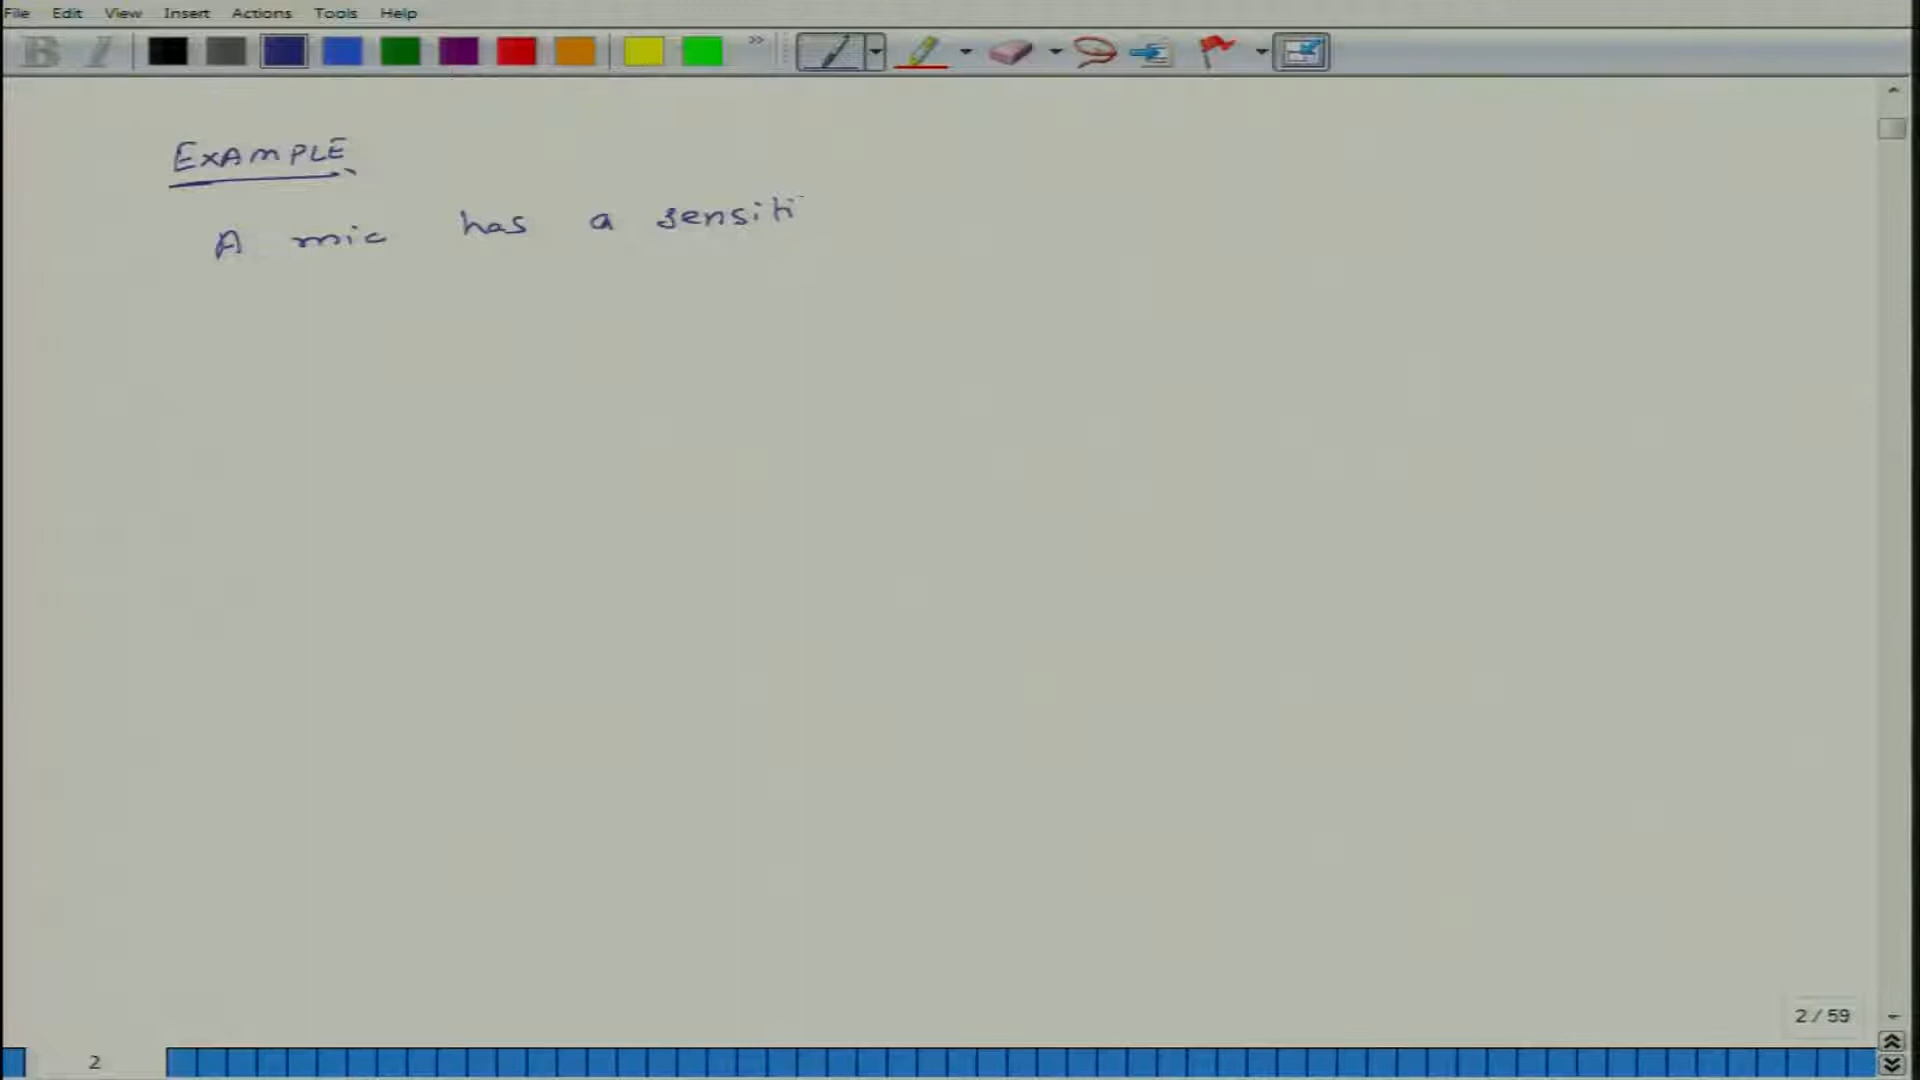 File Edit View Insert Actions Tools Help
B I
EXAMPLE
A mic has a sensiti
2 / 59
2